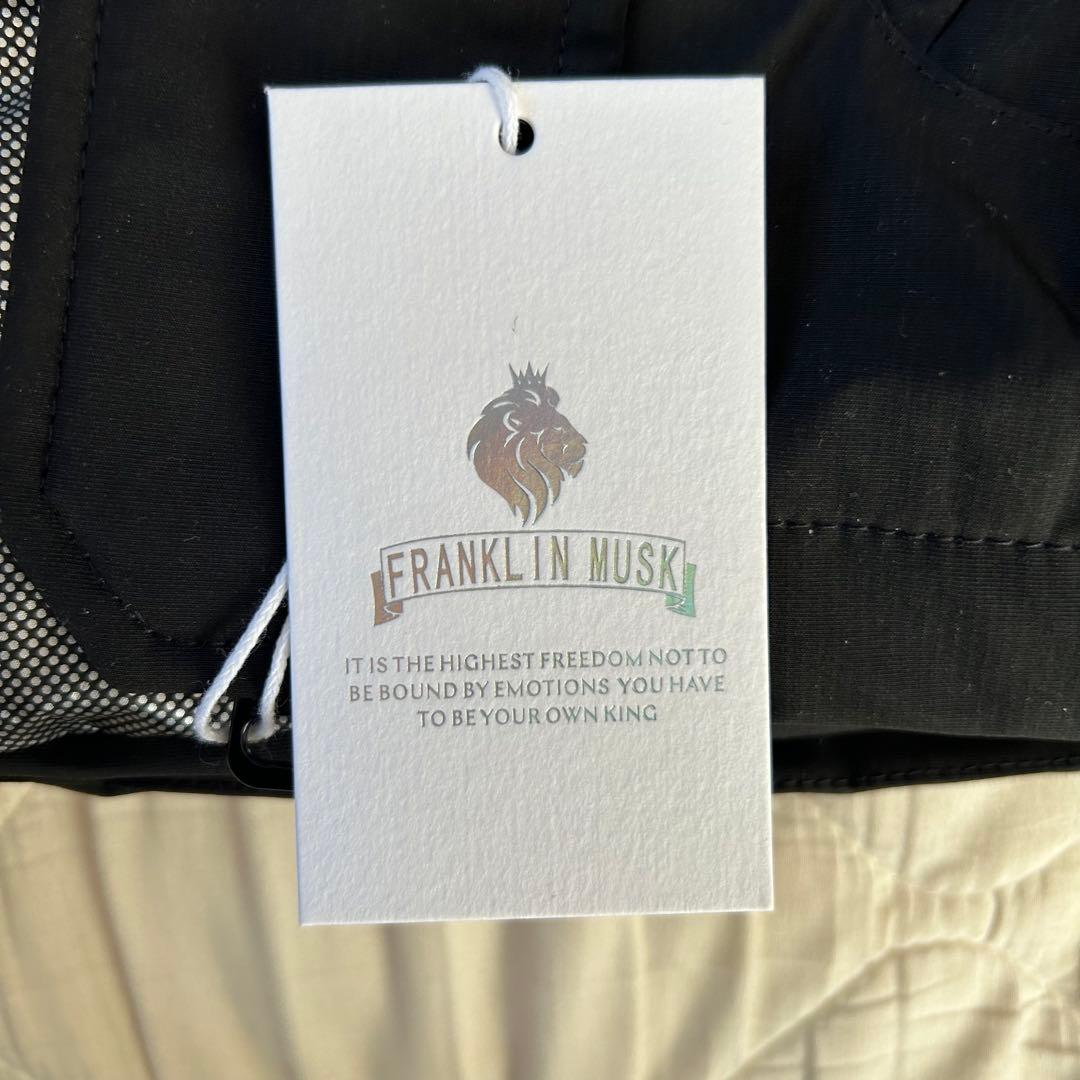 FRANKLIN MUSK
IT IS THE HIGHEST FREEDOM NOT TO
BE BOUND BY EMOTIONS YOU HAVE
TO BE YOUR OWN KING